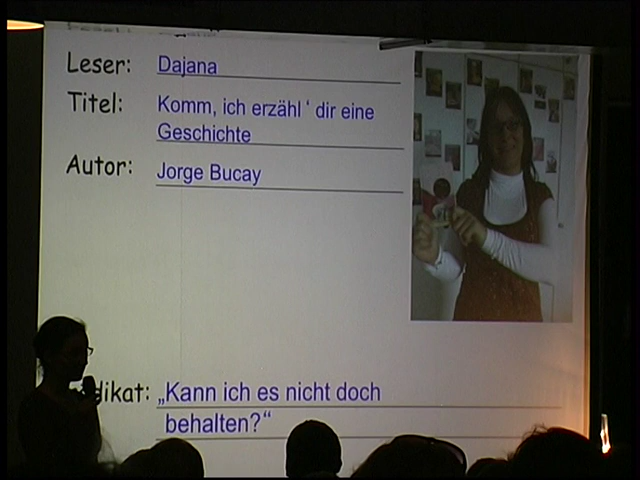 Leser: Dajana
Titel: Komm, ich erzähl ' dir eine
Geschichte
Autor: Jorge Bucay
dikat: „Kann ich es nicht doch
behalten?“